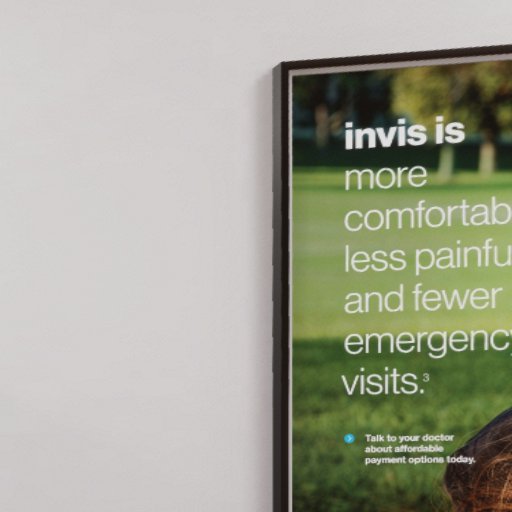 invis is
more
comfortab
less painfu
and fewer
emergency
visits.3
Talk to your doctor
about affordable
payment options today.